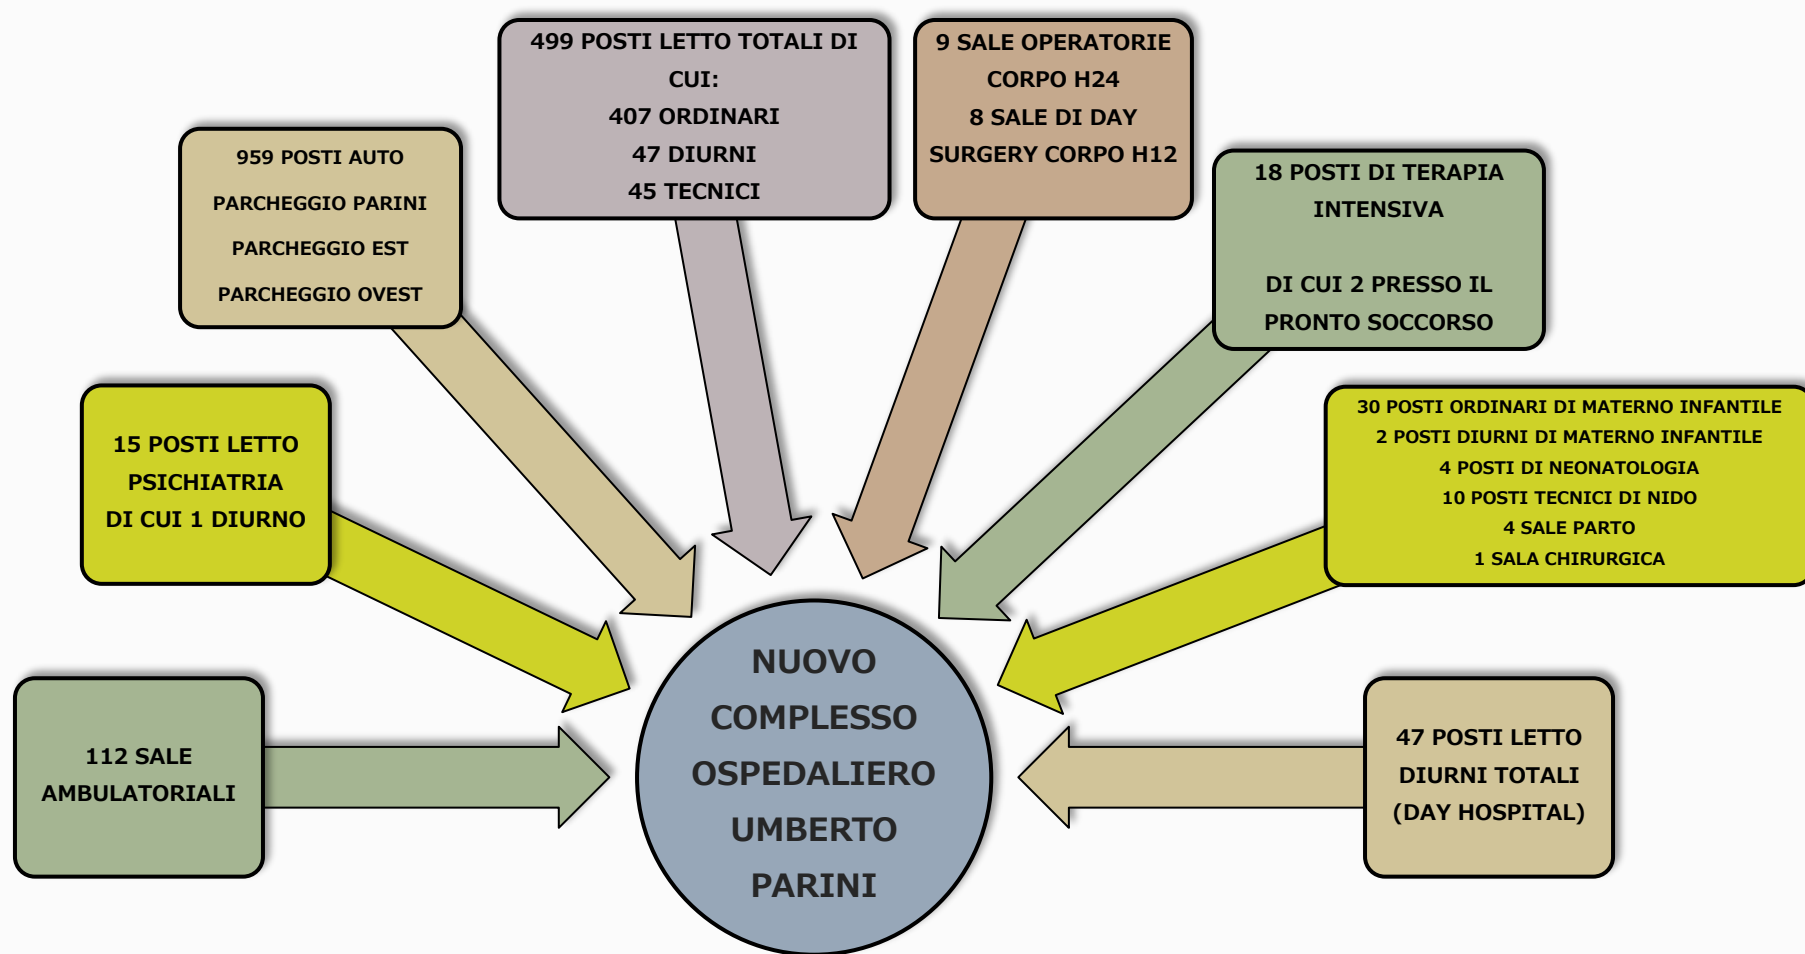 499 POSTI LETTO TOTALI DI
CUI:
407 ORDINARI
47 DIURNI
45 TECNICI
9 SALE OPERATORIE
CORPO H24
8 SALE DI DAY
SURGERY CORPO H12
959 POSTI AUTO
PARCHEGGIO PARINI
PARCHEGGIO EST
PARCHEGGIO OVEST
18 POSTI DI TERAPIA
INTENSIVA
DI CUI 2 PRESSO IL
PRONTO SOCCORSO
15 POSTI LETTO
PSICHIATRIA
DI CUI 1 DIURNO
30 POSTI ORDINARI DI MATERNO INFANTILE
2 POSTI DIURNI DI MATERNO INFANTILE
4 POSTI DI NEONATOLOGIA
10 POSTI TECNICI DI NIDO
4 SALE PARTO
1 SALA CHIRURGICA
112 SALE
AMBULATORIALI
NUOVO
COMPLESSO
OSPEDALIERO
UMBERTO
PARINI
47 POSTI LETTO
DIURNI TOTALI
(DAY HOSPITAL)